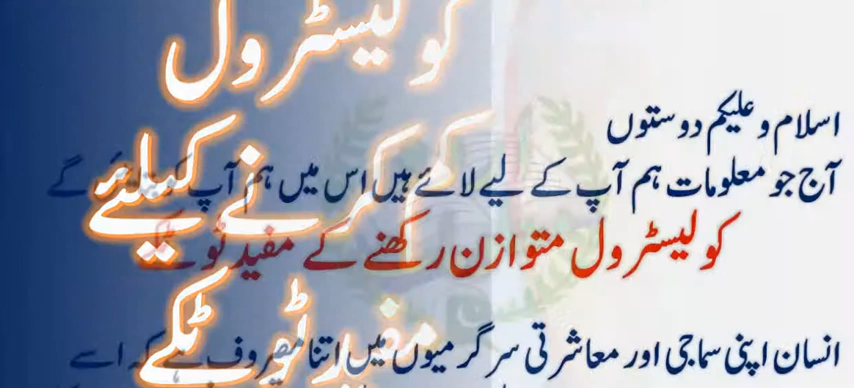 کولیسٹرول
کم کرنے کیلئے
مفید ٹوٹکے
اسلام و علیکم دوستوں
آج جو معلومات ہم آپ کے لیے لائے ہیں اس میں ہم آپ کو بتائیں گے
کولیسٹرول متوازن رکھنے کے مفید ٹوٹکے
انسان اپنی سماجی اور معاشرتی سرگرمیوں میں اتنا مصروف ہے کہ اسے